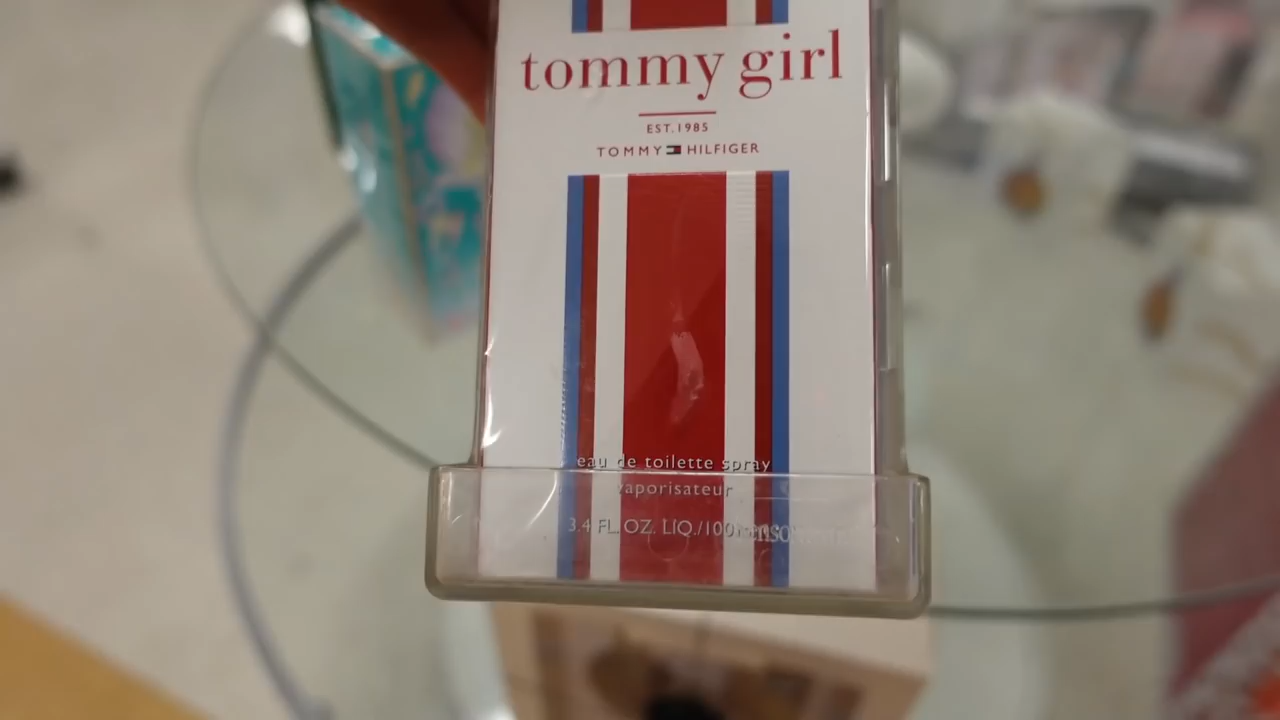 tommy girl
EST. 1985
TOMMY HILFIGER
eau de toilette spray
vaporisateur
3.4 FL. OZ. LIQ./100